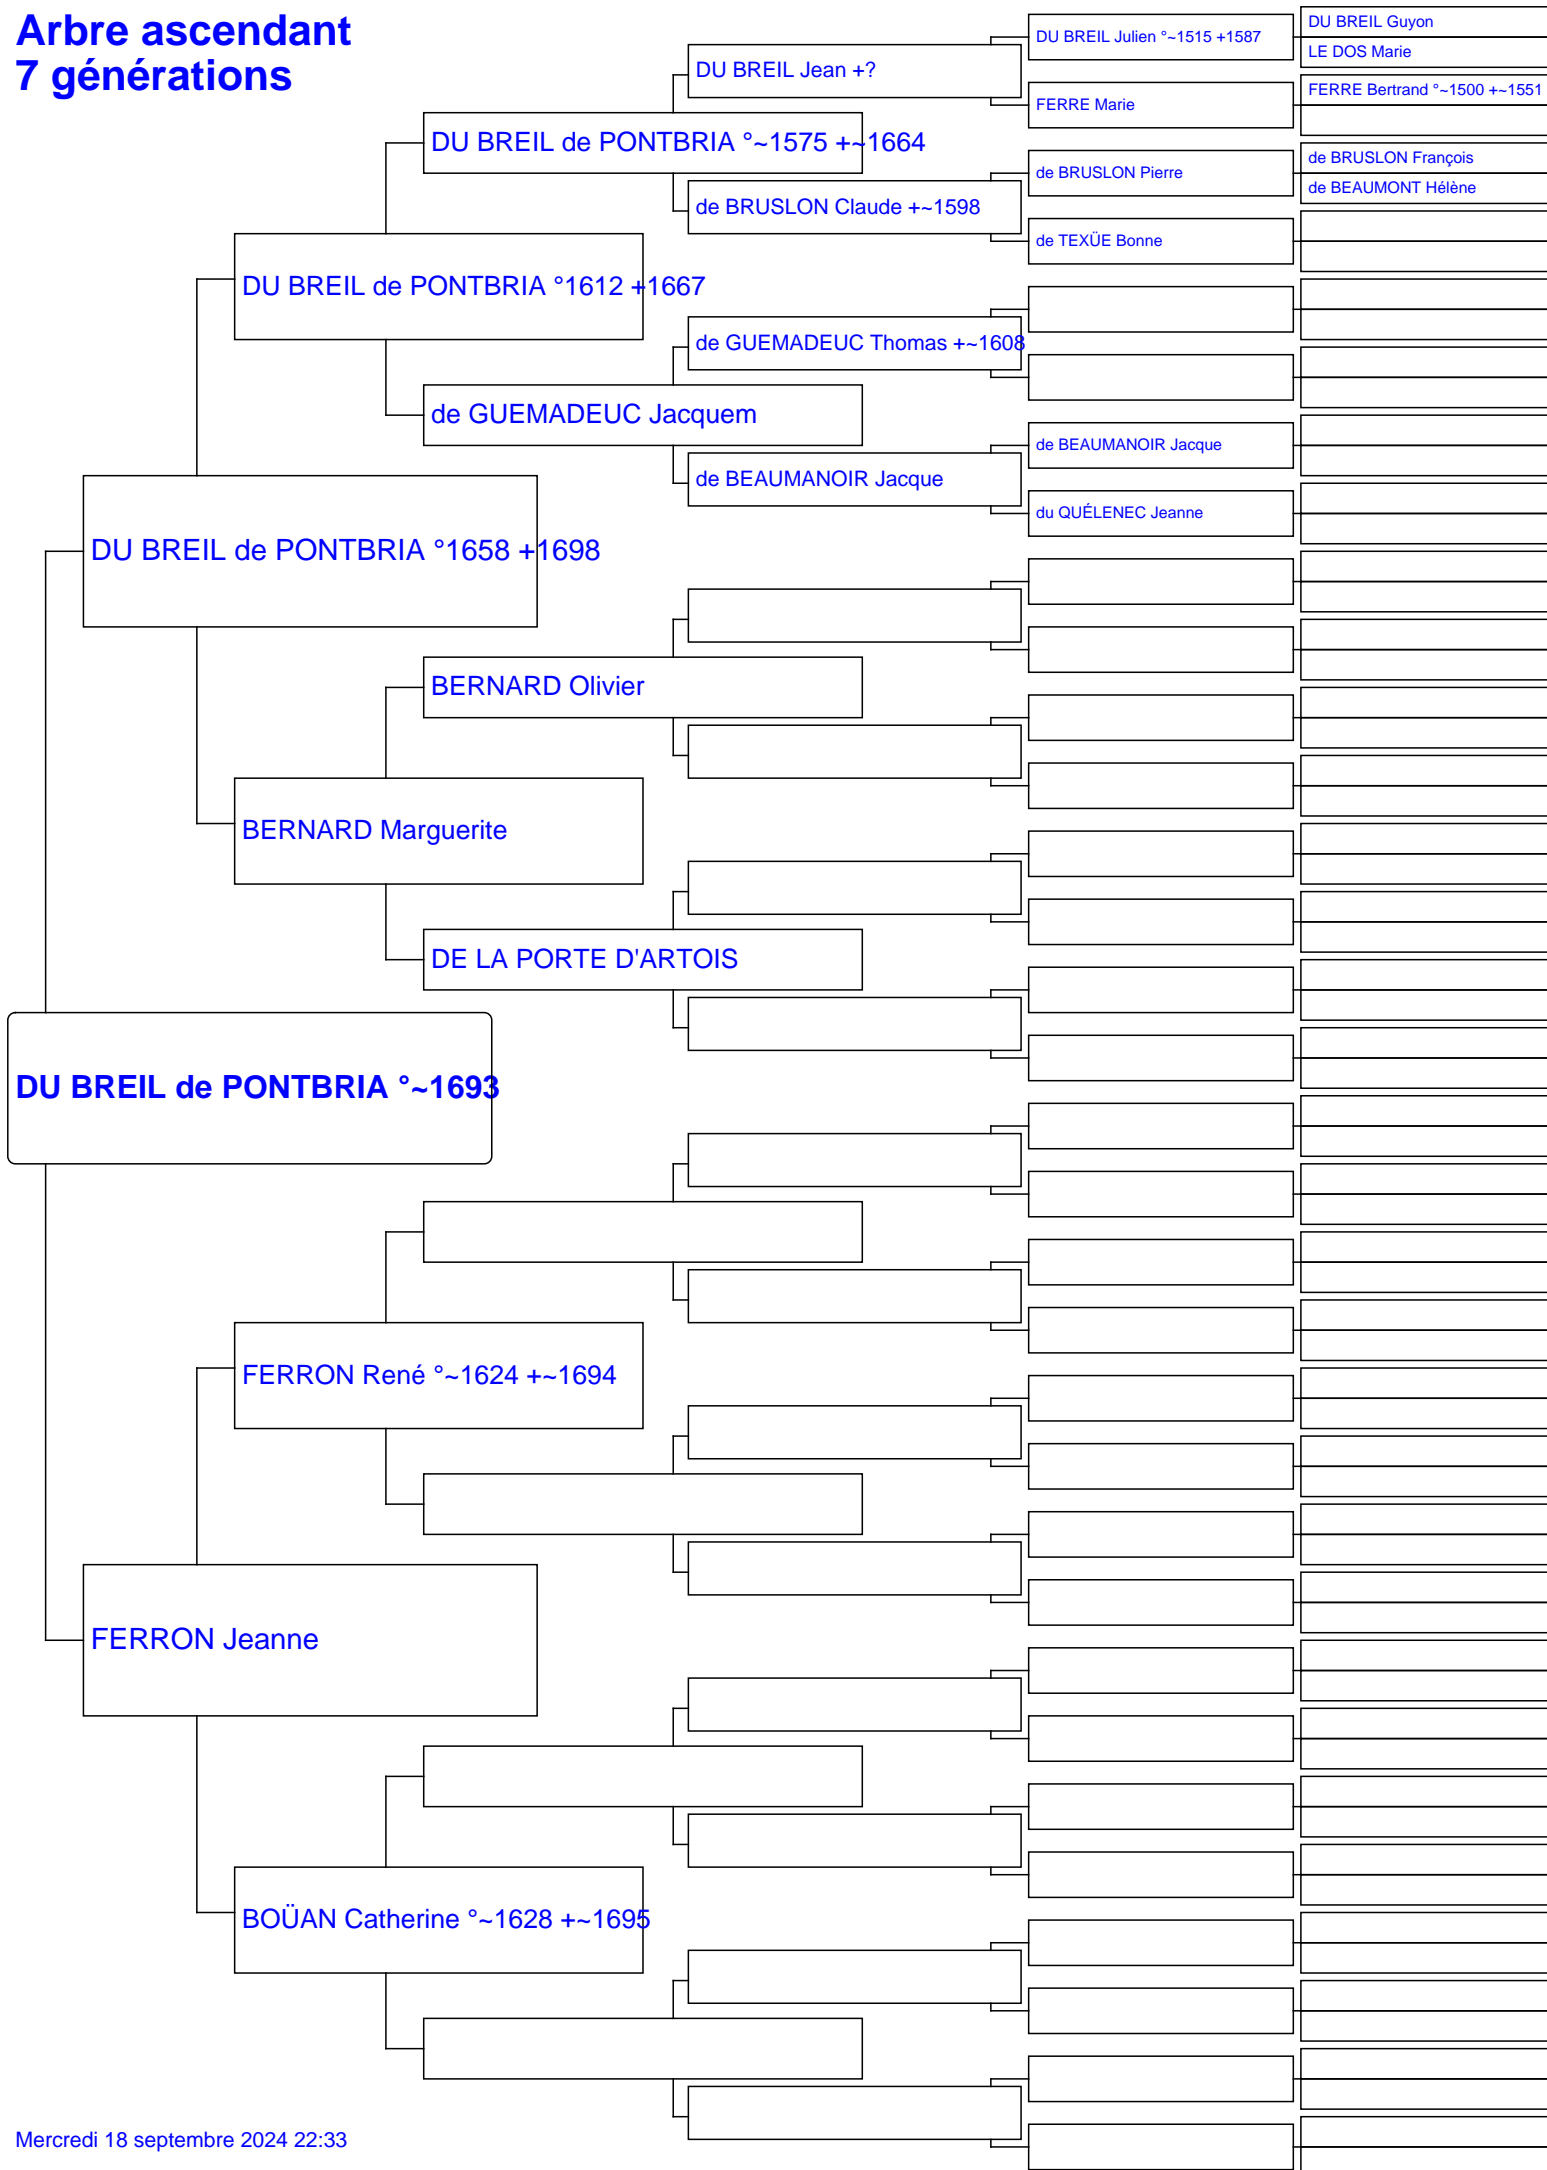 Arbre ascendant
7 générations
DU BREIL Julien °~1515 +1587
DU BREIL Guyon
LE DOS Marie
DU BREIL Jean +?
FERRE Marie
FERRE Bertrand °~1500 +~1551
DU BREIL de PONTBRIA °~1575 +~1664
de BRUSLON Pierre
de BRUSLON François
de BEAUMONT Hélène
de BRUSLON Claude +~1598
de TEXÜE Bonne
DU BREIL de PONTBRIA °1612 +1667
de GUEMADEUC Thomas +~1608
de GUEMADEUC Jacquem
de BEAUMANOIR Jacque
de BEAUMANOIR Jacque
du QUÉLENEC Jeanne
DU BREIL de PONTBRIA °1658 +1698
BERNARD Olivier
BERNARD Marguerite
DE LA PORTE D'ARTOIS
DU BREIL de PONTBRIA °~1693
FERRON René °~1624 +~1694
FERRON Jeanne
BOÜAN Catherine °~1628 +~1695
Mercredi 18 septembre 2024 22:33